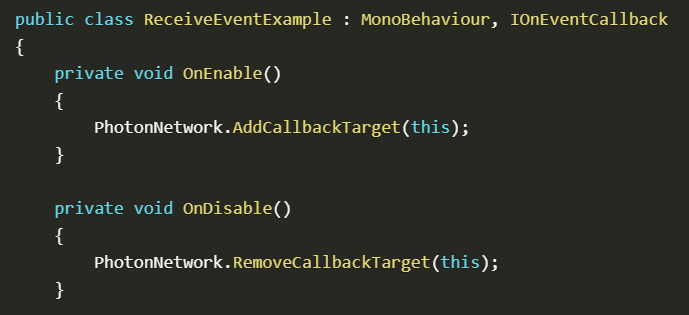 public class ReceiveEventExample : MonoBehaviour, IOnEventCallback
{
    private void OnEnable()
    {
        PhotonNetwork.AddCallbackTarget(this);
    }

    private void OnDisable()
    {
        PhotonNetwork.RemoveCallbackTarget(this);
    }